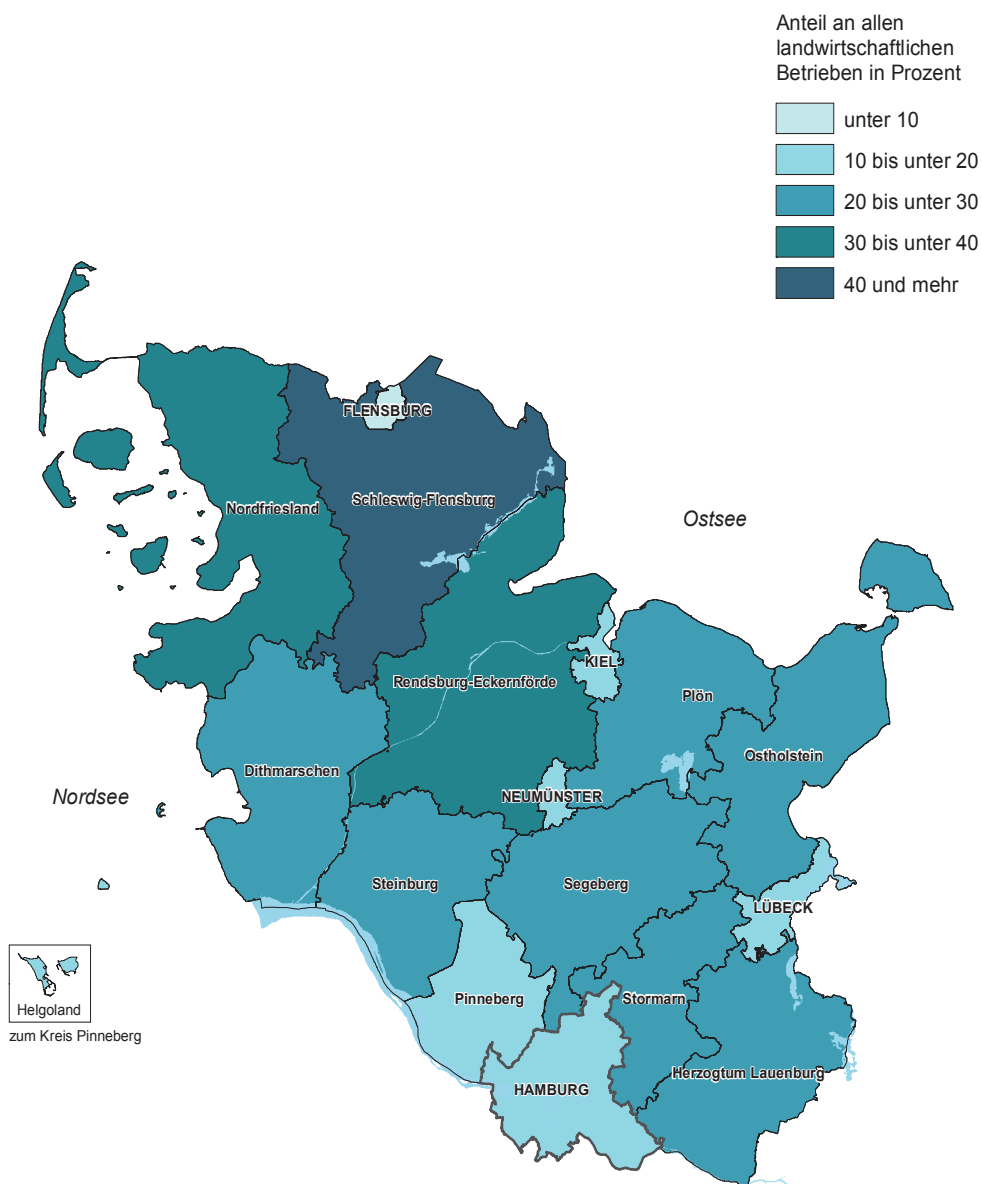 Anteil an allen
landwirtschaftlichen
Betrieben in Prozent
unter 10
10 bis unter 20
20 bis unter 30
30 bis unter 40
40 und mehr
FLENSBURG
Schleswig-Flensburg
Nordfriesland
Ostsee
KIEL
Rendsburg-Eckernförde
Plön
Ostholstein
Dithmarschen
Nordsee
NEUMÜNSTER
Steinburg
Segeberg
LÜBECK
Pinneberg
Stormarn
Helgoland
zum Kreis Pinneberg
Herzogtum Lauenburg
HAMBURG